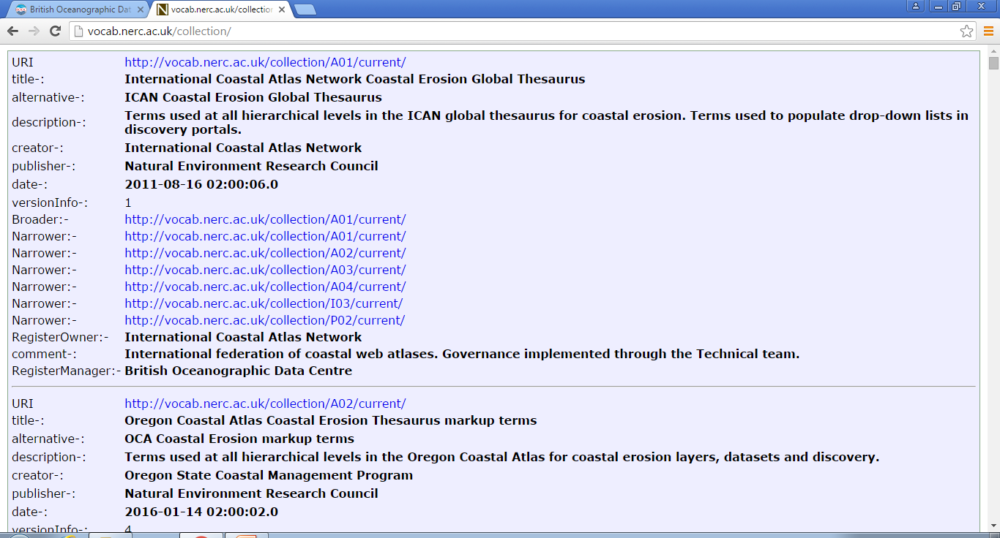 British Oceanographic Dat
vocab.nerc.ac.uk/collection
vocab.nerc.ac.uk/collection/
URI http://vocab.nerc.ac.uk/collection/A01/current/
title-: International Coastal Atlas Network Coastal Erosion Global Thesaurus
alternative-: ICAN Coastal Erosion Global Thesaurus
description-: Terms used at all hierarchical levels in the ICAN global thesaurus for coastal erosion. Terms used to populate drop-down lists in
discovery portals.
creator-: International Coastal Atlas Network
publisher-: Natural Environment Research Council
date-: 2011-08-16 02:00:06.0
versionInfo-: 1
Broader:- http://vocab.nerc.ac.uk/collection/A01/current/
Narrower:- http://vocab.nerc.ac.uk/collection/A01/current/
Narrower:- http://vocab.nerc.ac.uk/collection/A02/current/
Narrower:- http://vocab.nerc.ac.uk/collection/A03/current/
Narrower:- http://vocab.nerc.ac.uk/collection/A04/current/
Narrower:- http://vocab.nerc.ac.uk/collection/I03/current/
Narrower:- http://vocab.nerc.ac.uk/collection/P02/current/
RegisterOwner:- International Coastal Atlas Network
comment-: International federation of coastal web atlases. Governance implemented through the Technical team.
RegisterManager:- British Oceanographic Data Centre
URI http://vocab.nerc.ac.uk/collection/A02/current/
title-: Oregon Coastal Atlas Coastal Erosion Thesaurus markup terms
alternative-: OCA Coastal Erosion markup terms
description-: Terms used at all hierarchical levels in the Oregon Coastal Atlas for coastal erosion layers, datasets and discovery.
creator-: Oregon State Coastal Management Program
publisher-: Natural Environment Research Council
date-: 2016-01-14 02:00:02.0
versionInfo-: 4